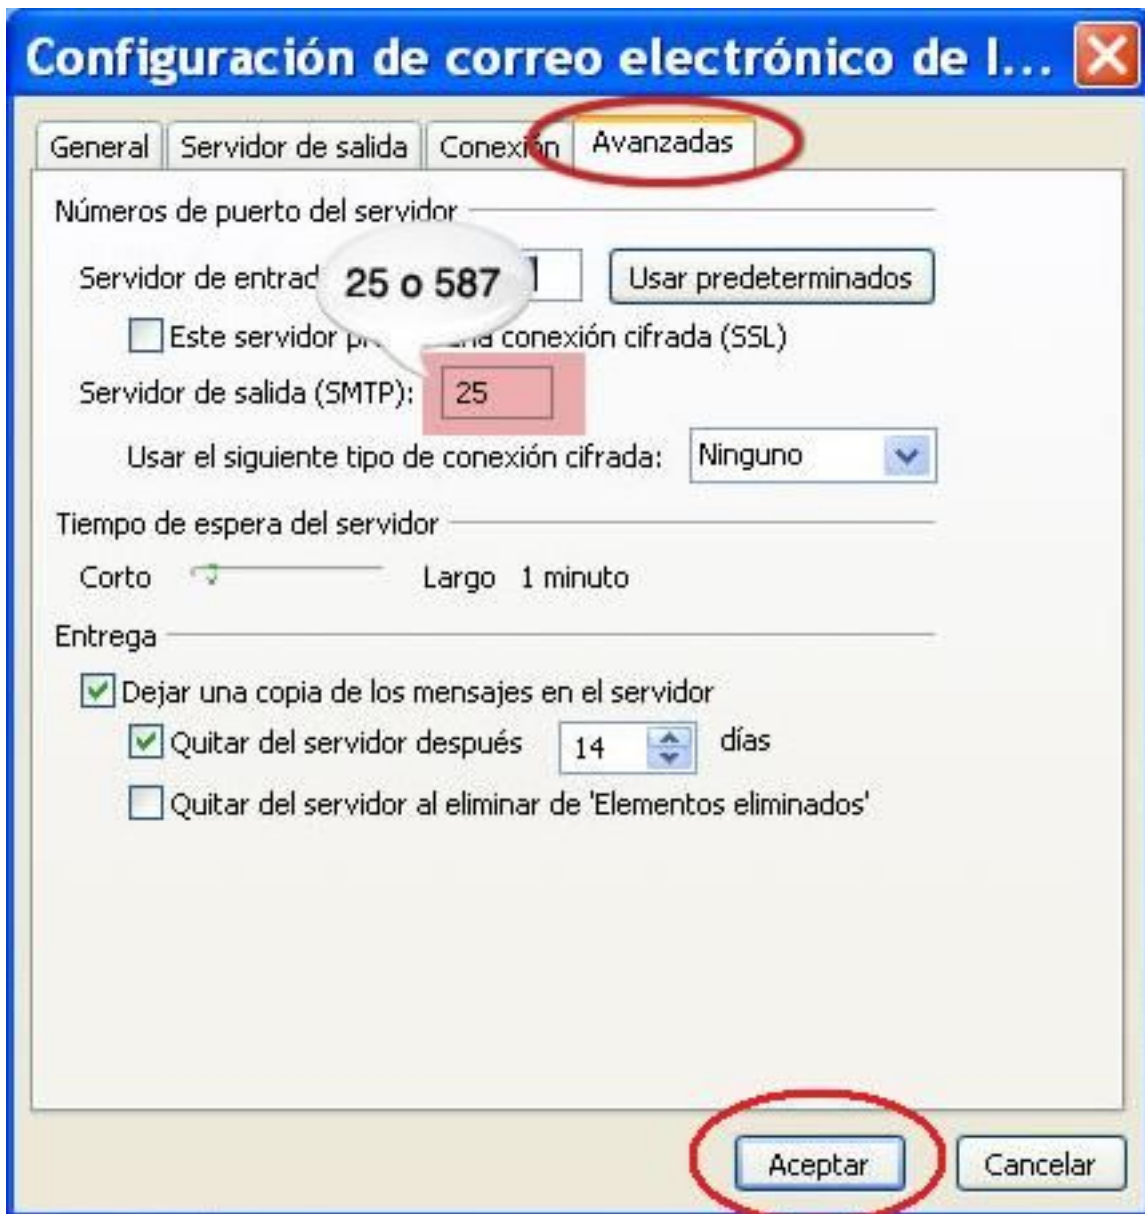 Configuración de correo electrónico de l...
General Servidor de salida Conexión Avanzadas
Números de puerto del servidor
Servidor de entrad 25 o 587 Usar predeterminados
Este servidor conexión cifrada (SSL)
Servidor de salida (SMTP): 25
Usar el siguiente tipo de conexión cifrada: Ninguno
Tiempo de espera del servidor
Corto Largo 1 minuto
Entrega
Dejar una copia de los mensajes en el servidor
Quitar del servidor después 14 días
Quitar del servidor al eliminar de 'Elementos eliminados'
Aceptar Cancelar